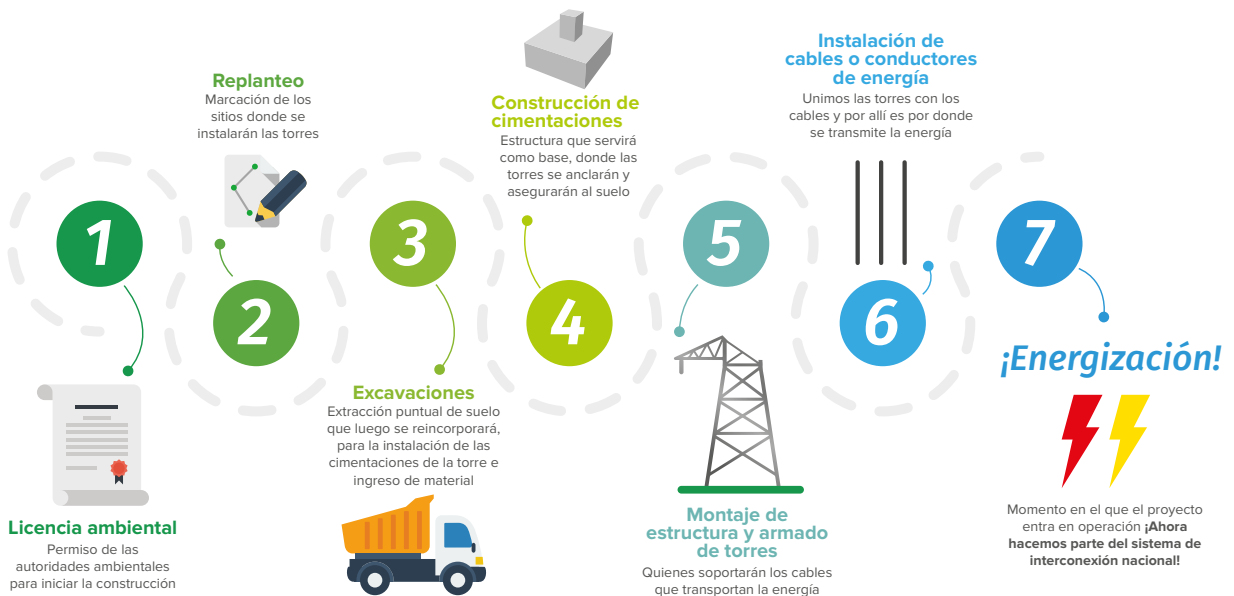 1
Licencia ambiental
Permiso de las
autoridades ambientales
para iniciar la construcción
2
Replanteo
Marcación de los
sitios donde se
instalarán las torres
3
Excavaciones
Extracción puntual de suelo
que luego se reincorporará,
para la instalación de las
cimentaciones de la torre e
ingreso de material
4
Construcción de
cimentaciones
Estructura que servirá
como base, donde las
torres se anclarán y
asegurarán al suelo
5
Montaje de
estructura y armado
de torres
Quienes soportarán los cables
que transportan la energía
6
Instalación de
cables o conductores
de energía
Unimos las torres con los
cables y por allí es por donde
se transmite la energía
7
¡Energización!
Momento en el que el proyecto
entra en operación ¡Ahora
hacemos parte del sistema de
interconexión nacional!